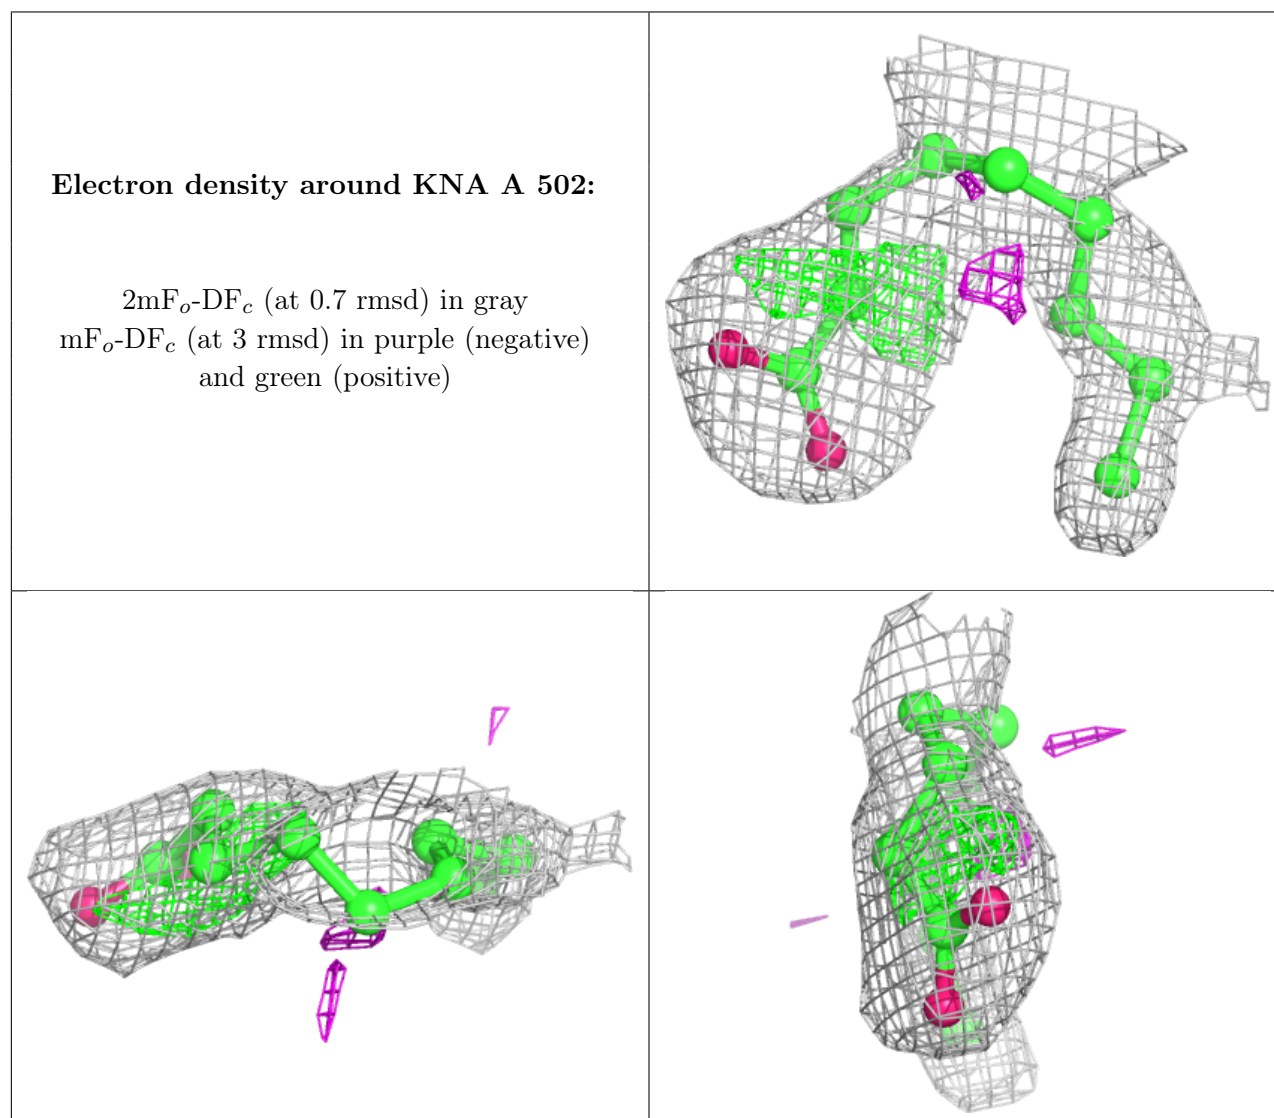 Electron density around KNA A 502:
2mFo-DFc (at 0.7 rmsd) in gray
mFo-DFc (at 3 rmsd) in purple (negative)
and green (positive)